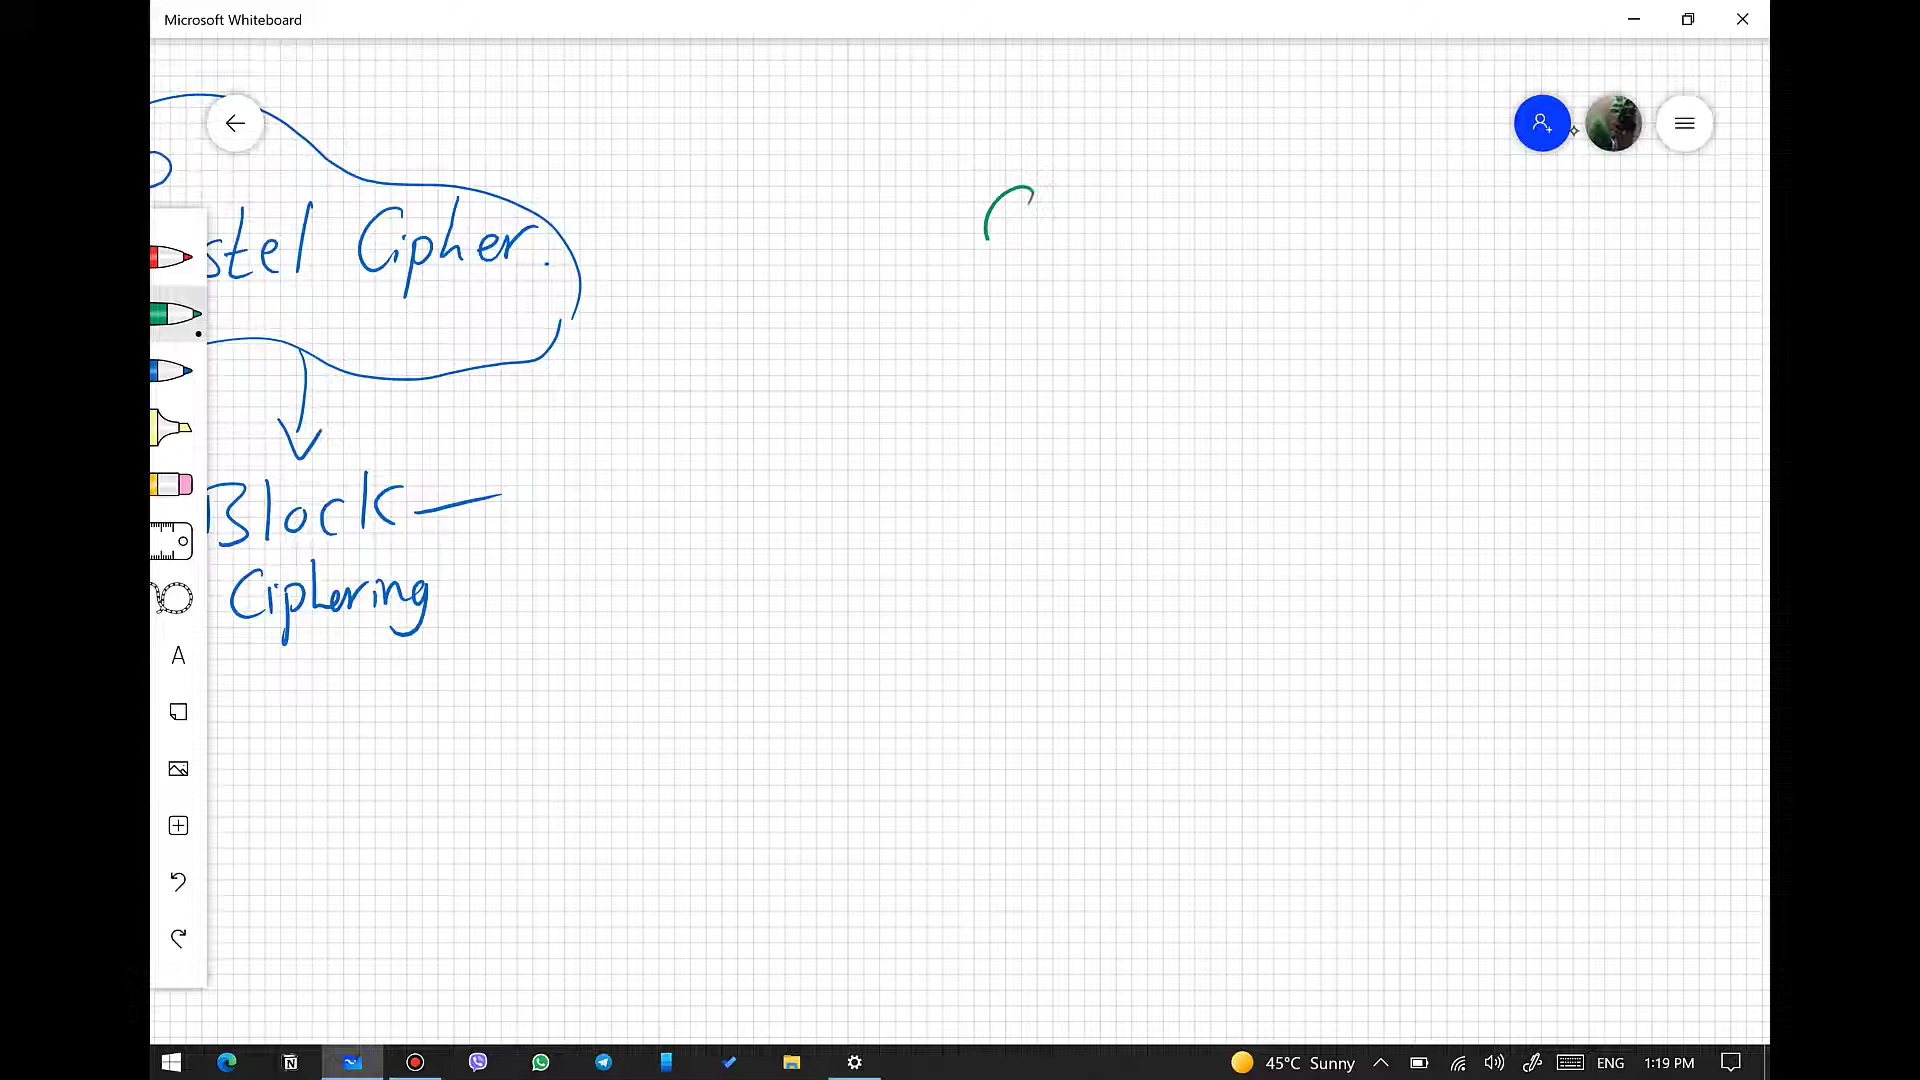 Microsoft Whiteboard
stel Cipher.
Block —
Ciphering
A
45°C Sunny
ENG
1:19 PM